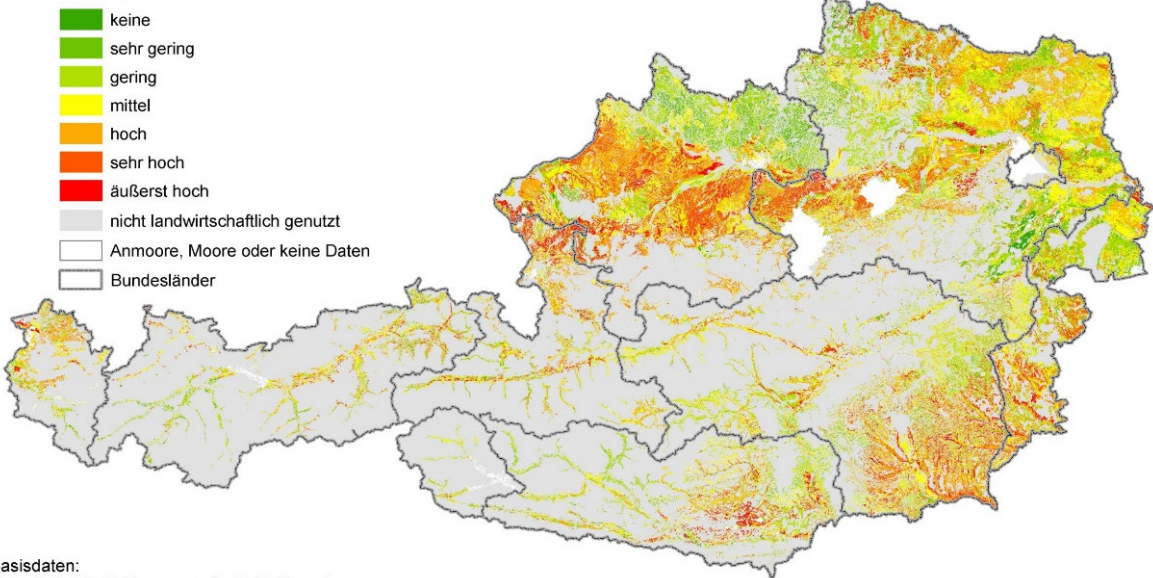 keine
sehr gering
gering
mittel
hoch
sehr hoch
äußerst hoch
nicht landwirtschaftlich genutzt
Anmoore, Moore oder keine Daten
Bundesländer
asisdaten: